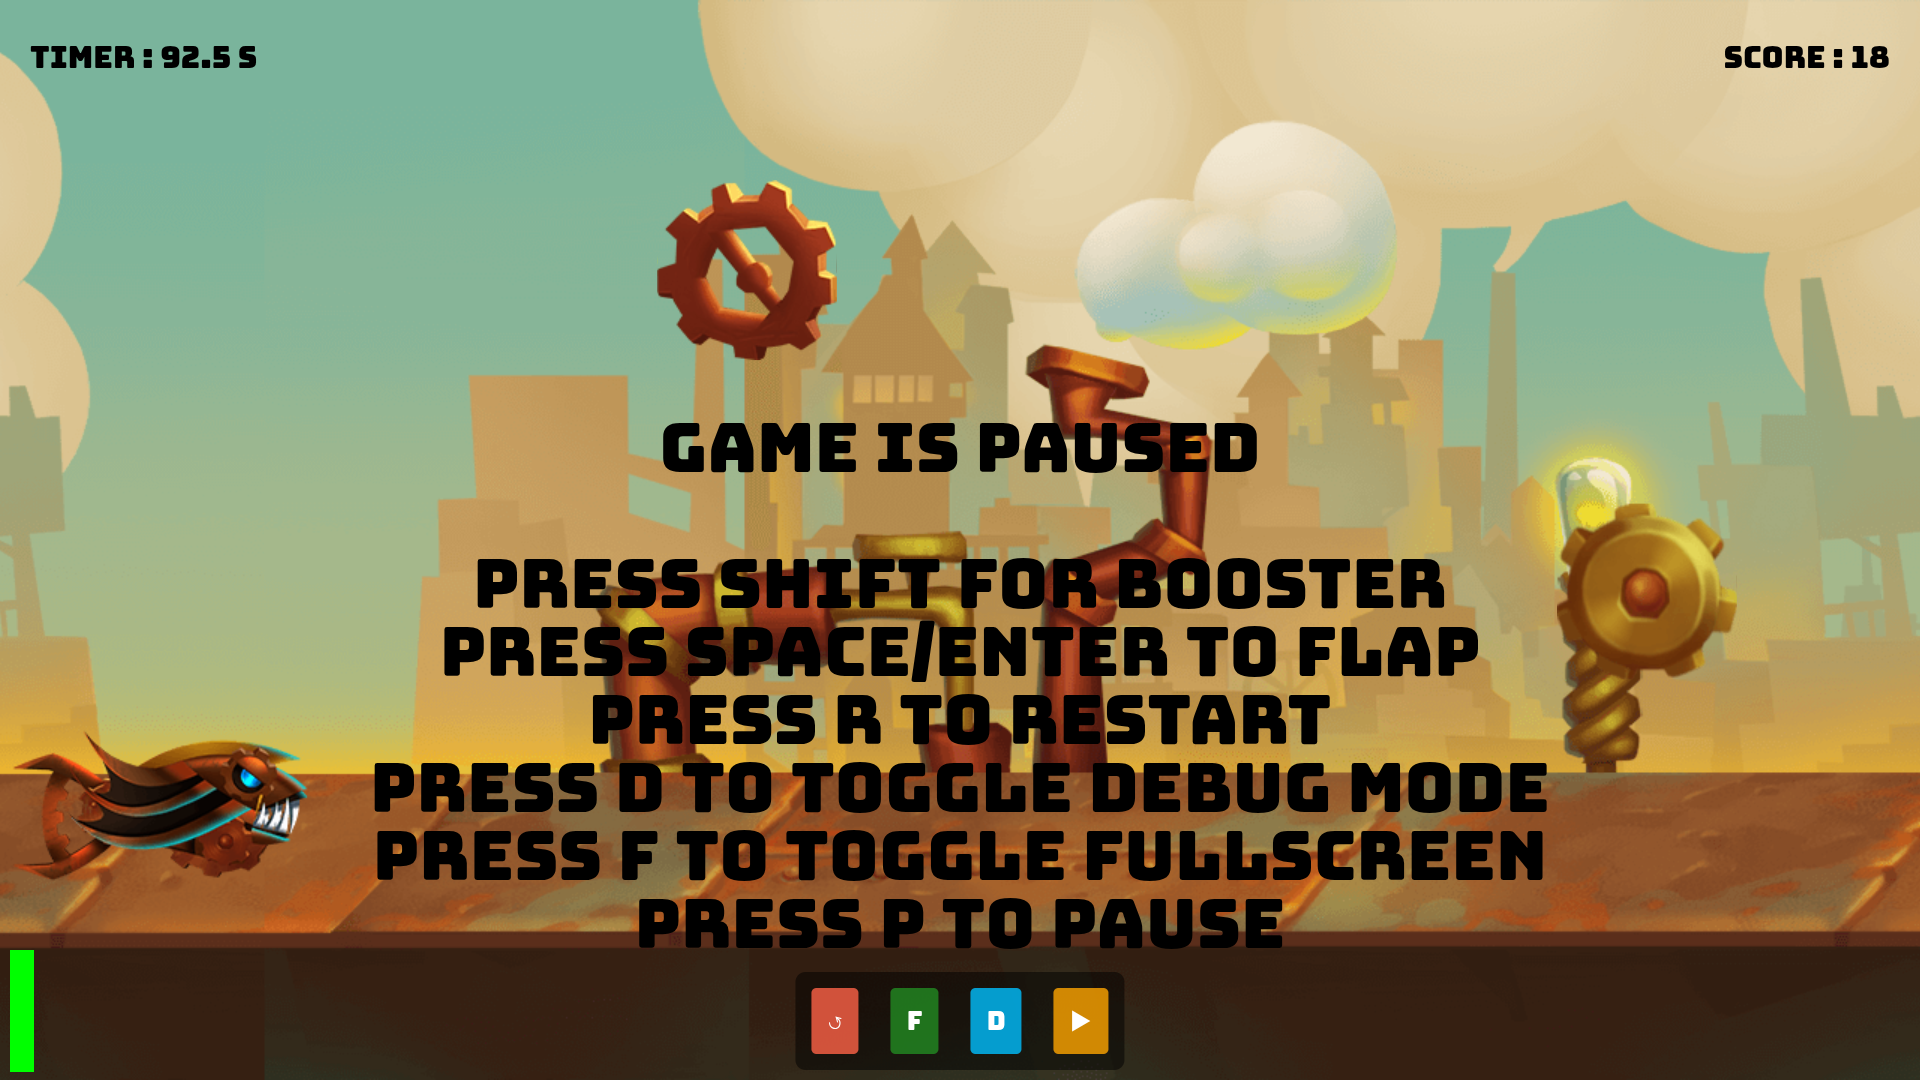 TIMER : 92.5 S
SCORE : 18
GAME IS PAUSED
PRESS SHIFT FOR BOOSTER
PRESS SPACE/ENTER TO FLAP
PRESS R TO RESTART
PRESS D TO TOGGLE DEBUG MODE
PRESS F TO TOGGLE FULLSCREEN
PRESS P TO PAUSE
F
D